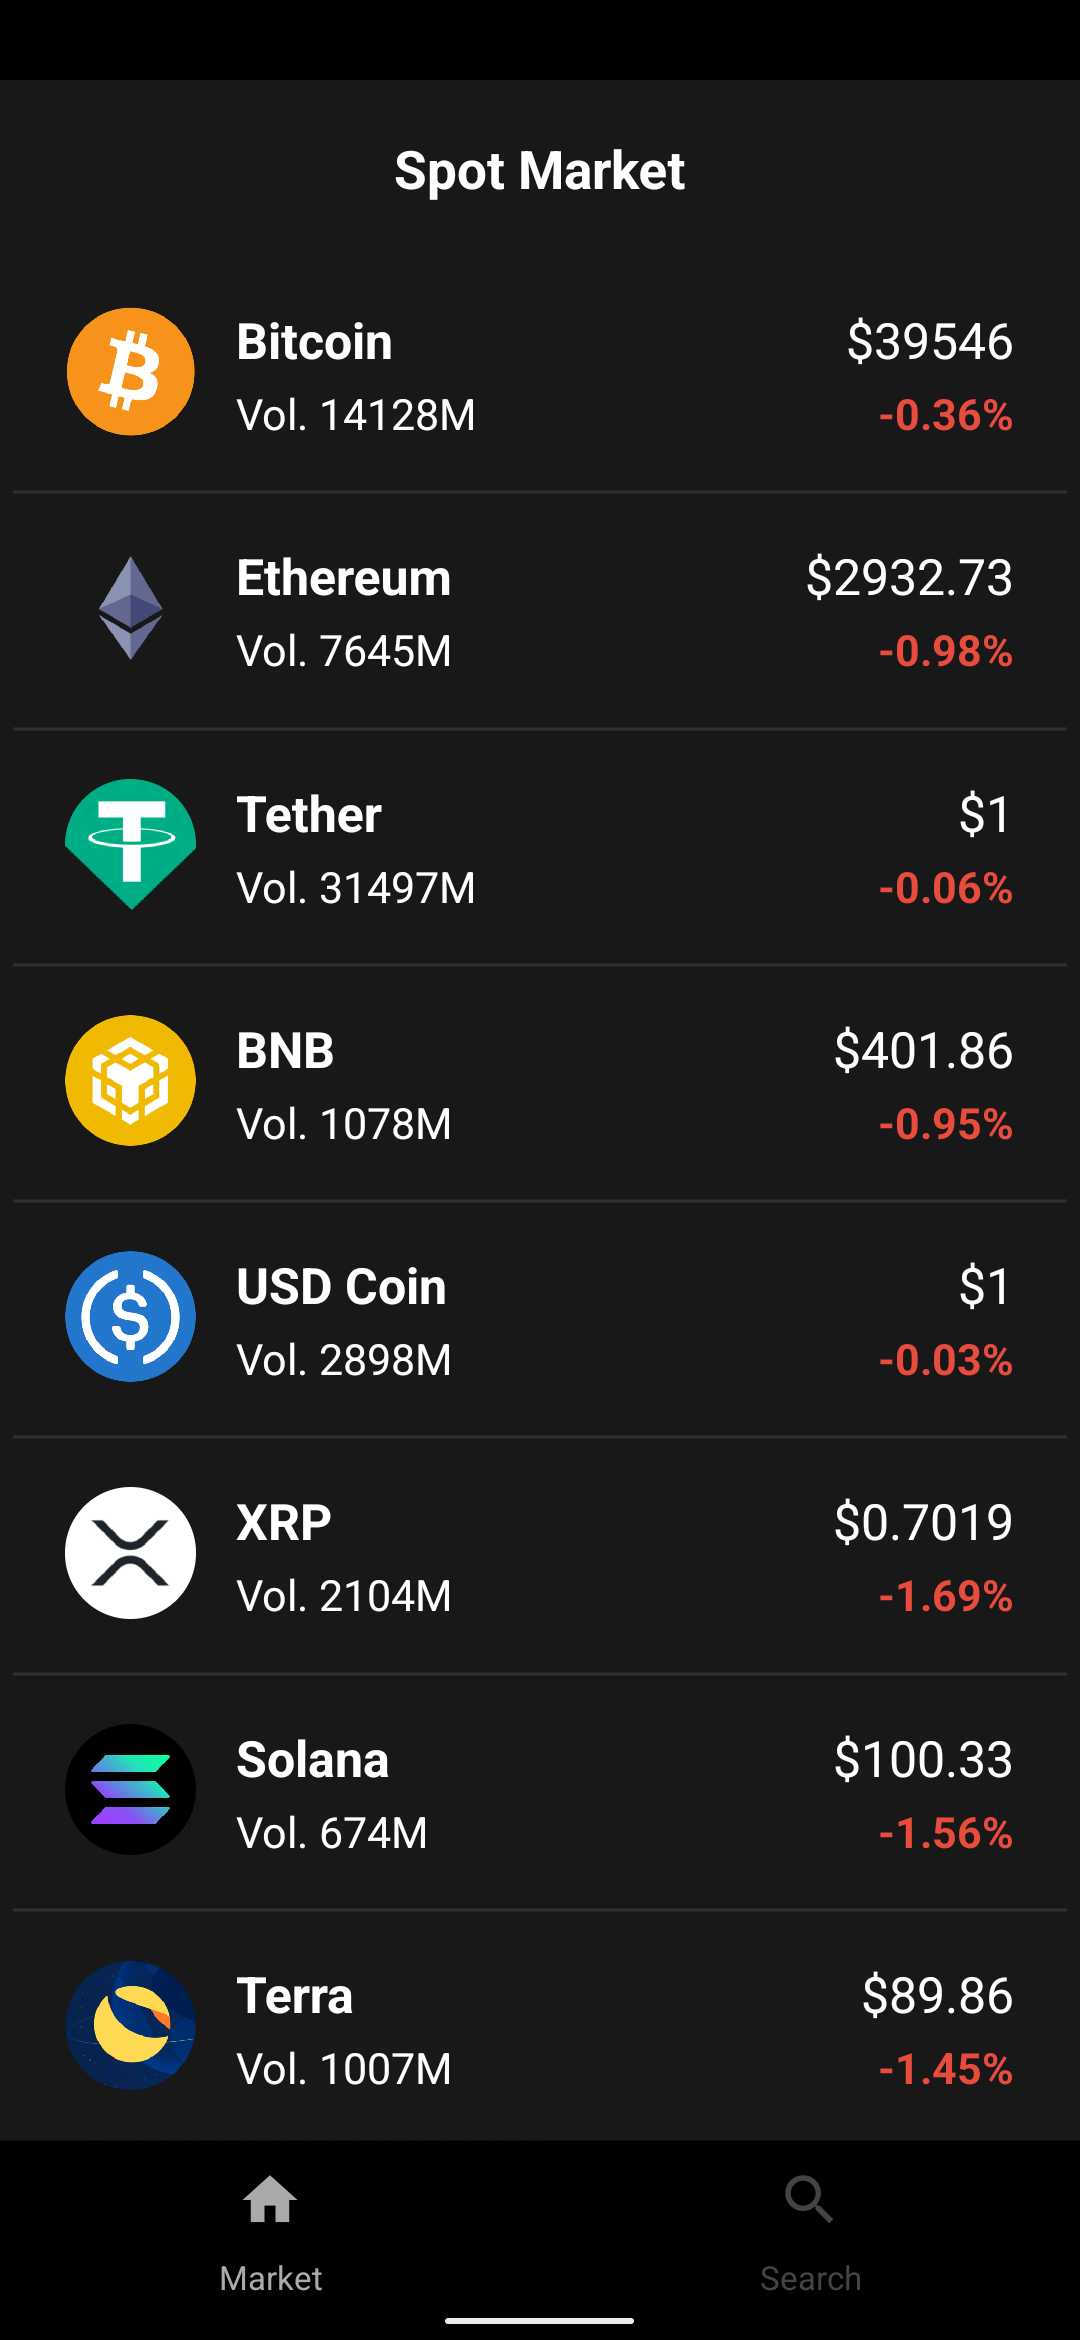 Spot Market
Bitcoin $39546
Vol. 14128M -0.36%
Ethereum $2932.73
Vol. 7645M -0.98%
Tether $1
Vol. 31497M -0.06%
BNB $401.86
Vol. 1078M -0.95%
USD Coin $1
Vol. 2898M -0.03%
XRP $0.7019
Vol. 2104M -1.69%
Solana $100.33
Vol. 674M -1.56%
Terra $89.86
Vol. 1007M -1.45%
Market Search